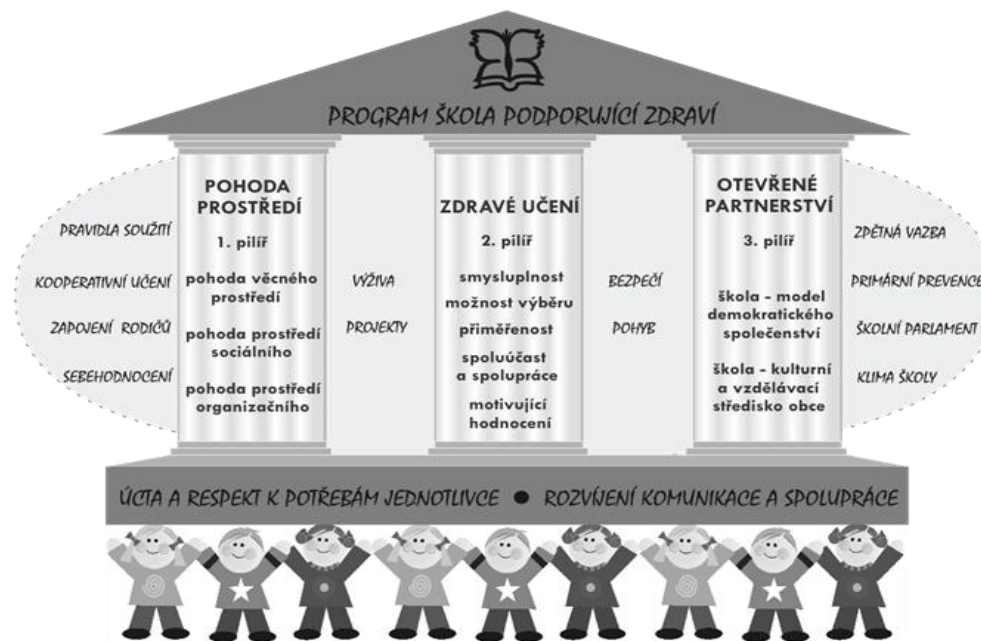 PROGRAM ŠKOLA PODPORUJÍCÍ ZDRAVÍ
PRAVIDLA SOUŽITÍ
KOOPERATIVNÍ UČENÍ
ZAPOJENÍ RODIČŮ
SEBEHODNOCENÍ
POHODA
PROSTŘEDÍ
1. pilíř
pohoda věcného
prostředí
pohoda prostředí
sociálního
pohoda prostředí
organizačního
VÝŽIVA
PROJEKTY
ZDRAVÉ UČENÍ
2. pilíř
smysluplnost
možnost výběru
přiměřenost
spoluúčast
a spolupráce
motivující
hodnocení
BEZPEČÍ
POHYB
OTEVŘENÉ
PARTNERSTVÍ
3. pilíř
škola - model
demokratického
společenství
škola - kulturní
a vzdělávací
středisko obce
ZPĚTNÁ VAZBA
PRIMÁRNÍ PREVENCE
ŠKOLNÍ PARLAMENT
KLIMA ŠKOLY
ÚCTA A RESPEKT K POTŘEBÁM JEDNOTLIVCE ● ROZVÍJENÍ KOMUNIKACE A SPOLUPRÁCE